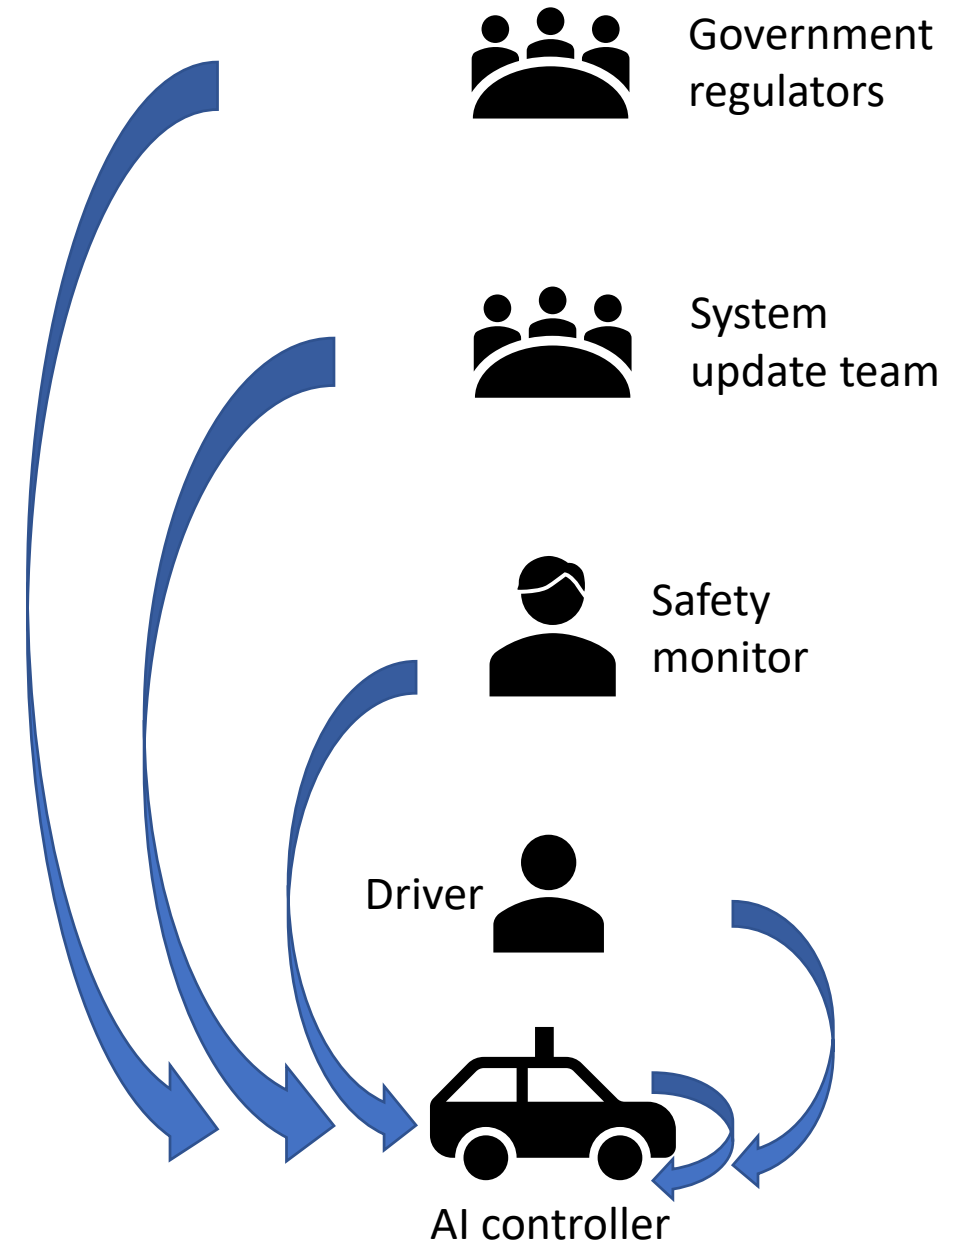 Government
regulators
System
update team
Safety
monitor
Driver
AI controller